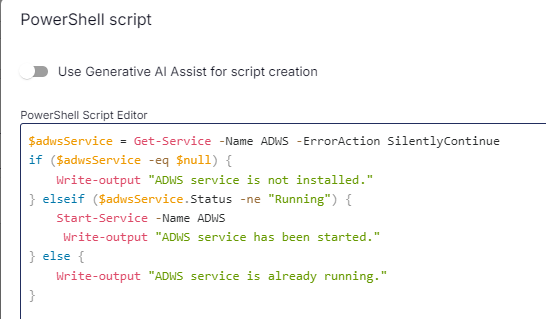 PowerShell script
Use Generative AI Assist for script creation
PowerShell Script Editor
$adwsService = Get-Service -Name ADWS -ErrorAction SilentlyContinue
if ($adwsService -eq $null) {
    Write-output "ADWS service is not installed."
} elseif ($adwsService.Status -ne "Running") {
    Start-Service -Name ADWS
     Write-output "ADWS service has been started."
} else {
    Write-output "ADWS service is already running."
}